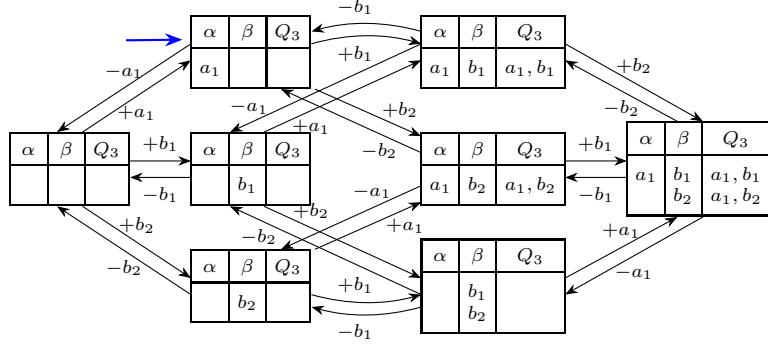 −b₁
α β Q₃
a₁
+b₁
α β Q₃
a₁ b₁ a₁, b₁
−a₁
+a₁
−a₁
+a₁
+b₂
−b₂
+b₂
−b₂
α β Q₃
+b₁
−b₁
α β Q₃
b₁
α β Q₃
a₁ b₂ a₁, b₂
+b₁
−b₁
α β Q₃
a₁ b₁ a₁, b₁
b₂ a₁, b₂
+b₂
−b₂
+b₂
−b₂
−a₁
+a₁
α β Q₃
b₂
+b₁
−b₁
α β Q₃
b₁
b₂
+a₁
−a₁